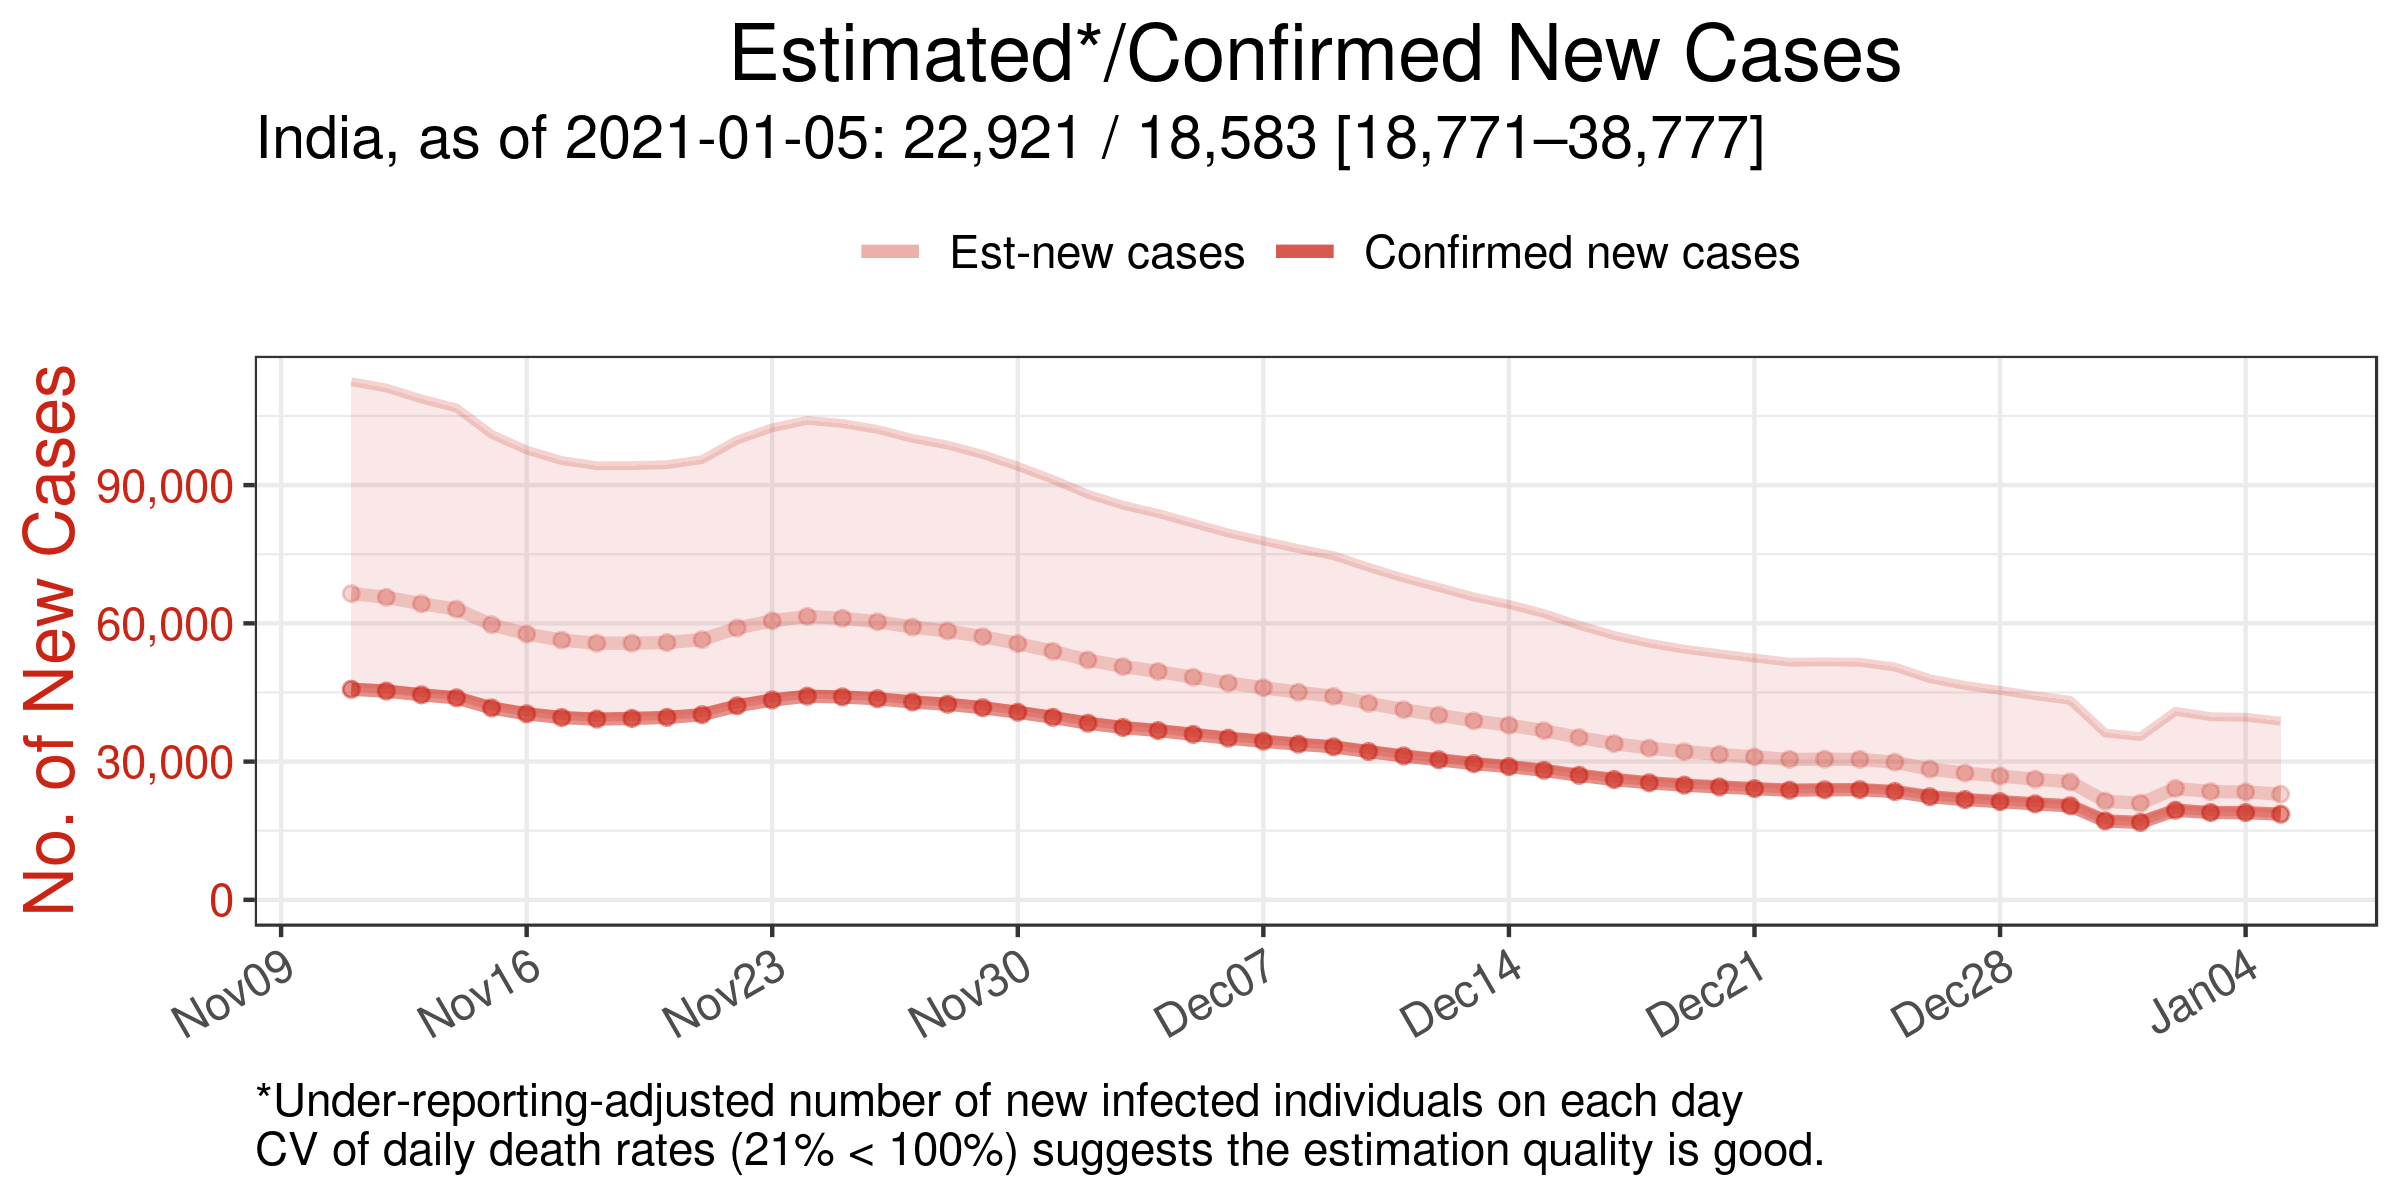 Estimated*/Confirmed New Cases
India, as of 2021-01-05: 22,921 / 18,583 [18,771–38,777]
Est-new cases
Confirmed new cases
No. of New Cases
90,000
60,000
30,000
0
Nov09
Nov16
Nov23
Nov30
Dec07
Dec14
Dec21
Dec28
Jan04
*Under-reporting-adjusted number of new infected individuals on each day
CV of daily death rates (21% < 100%) suggests the estimation quality is good.